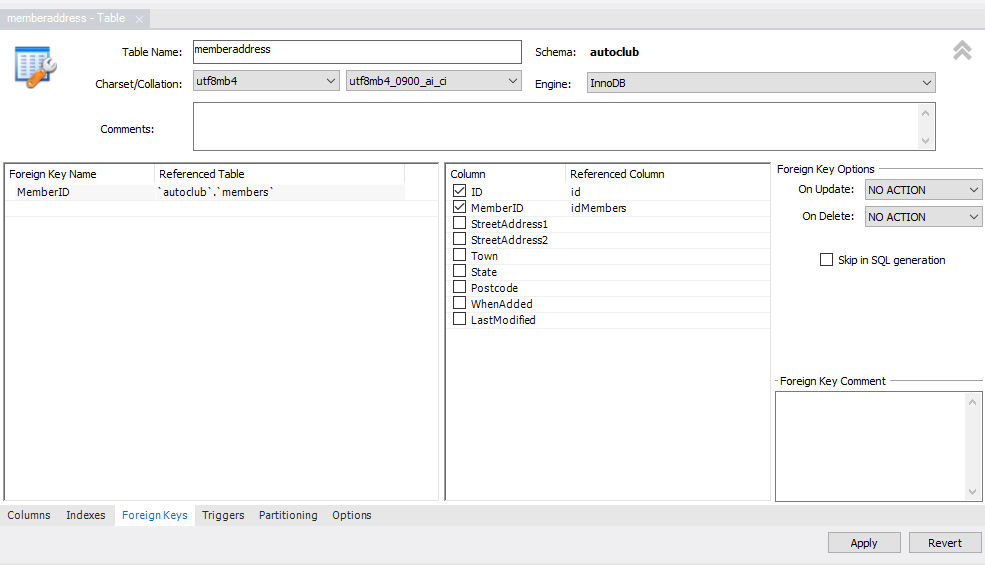 memberaddress - Table ×
Table Name: memberaddress Schema: autoclub
Charset/Collation: utf8mb4 utf8mb4_0900_ai_ci Engine: InnoDB
Comments:
Foreign Key Name Referenced Table
MemberID `autoclub`.`members`
Column Referenced Column
ID id
MemberID idMembers
StreetAddress1
StreetAddress2
Town
State
Postcode
WhenAdded
LastModified
Foreign Key Options
On Update: NO ACTION
On Delete: NO ACTION
Skip in SQL generation
Foreign Key Comment
Columns Indexes Foreign Keys Triggers Partitioning Options
Apply Revert